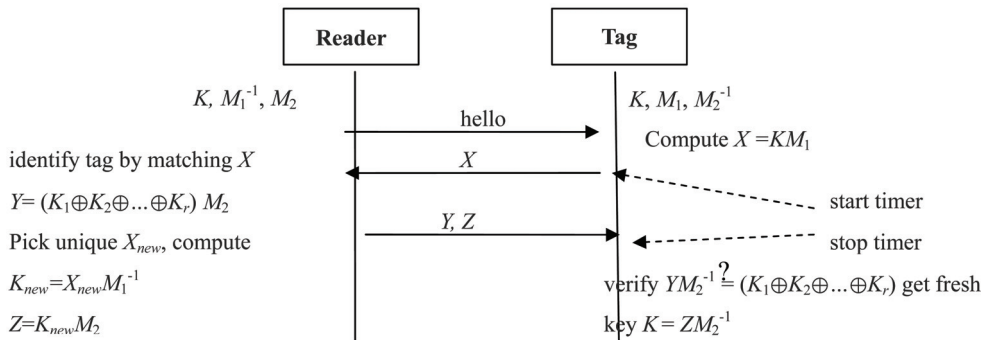 Reader
Tag
K, M₁⁻¹, M₂
K, M₁, M₂⁻¹
hello
Compute X =KM₁
identify tag by matching X
X
Y= (K₁⊕K₂⊕...⊕Kᵣ) M₂
start timer
Y, Z
Pick unique Xₙₑw, compute
stop timer
Kₙₑw=XₙₑwM₁⁻¹
verify YM₂⁻¹ ≟ (K₁⊕K₂⊕...⊕Kᵣ) get fresh
Z=KₙₑwM₂
key K = ZM₂⁻¹